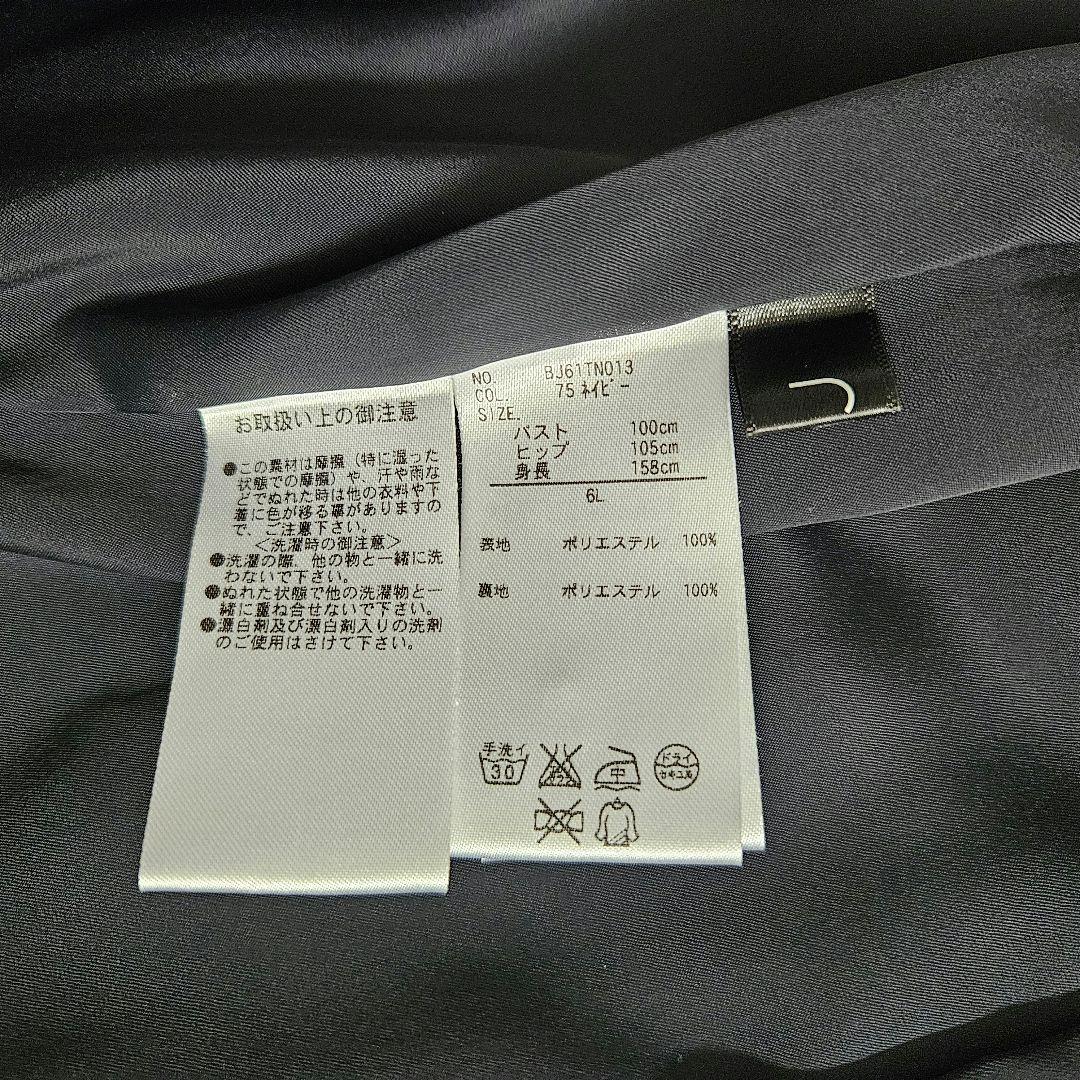 お取扱い上の御注意
●この素材は摩擦（特に湿った
状態での摩擦）や、汗や雨な
どでぬれた時は他の衣料や下
着に色が移る事がありますの
で、ご注意下さい。
＜洗濯時の御注意＞
●洗濯の際、他の物と一緒に洗
わないで下さい。
●ぬれた状態で他の洗濯物と一
緒に重ね合せないで下さい。
●漂白剤及び漂白剤入りの洗剤
のご使用はさけて下さい。
NO. BJ61TN013
COL. 75 ﾈｲﾋﾞｰ
SIZE.
バスト 100cm
ヒップ 105cm
身長 158cm
6L
表地 ポリエステル 100%
裏地 ポリエステル 100%
手洗イ
30
中
ドライ
セキユ系
J